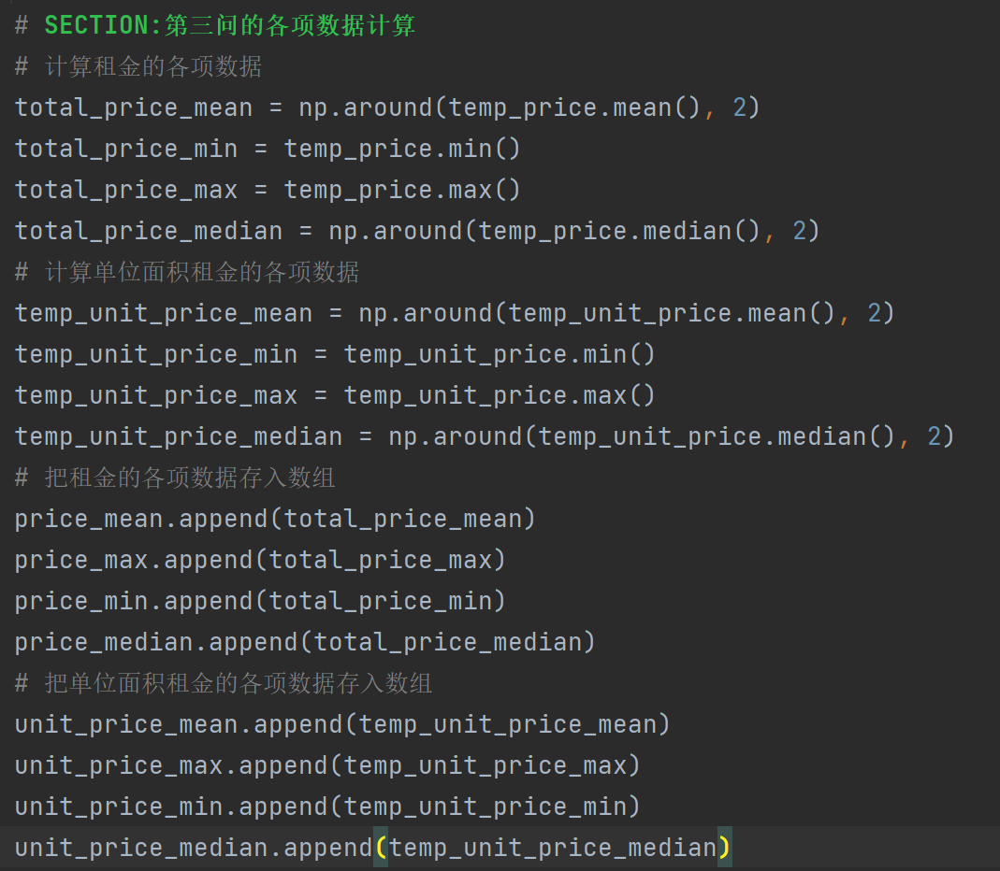 # SECTION:第三问的各项数据计算
# 计算租金的各项数据
total_price_mean = np.around(temp_price.mean(), 2)
total_price_min = temp_price.min()
total_price_max = temp_price.max()
total_price_median = np.around(temp_price.median(), 2)
# 计算单位面积租金的各项数据
temp_unit_price_mean = np.around(temp_unit_price.mean(), 2)
temp_unit_price_min = temp_unit_price.min()
temp_unit_price_max = temp_unit_price.max()
temp_unit_price_median = np.around(temp_unit_price.median(), 2)
# 把租金的各项数据存入数组
price_mean.append(total_price_mean)
price_max.append(total_price_max)
price_min.append(total_price_min)
price_median.append(total_price_median)
# 把单位面积租金的各项数据存入数组
unit_price_mean.append(temp_unit_price_mean)
unit_price_max.append(temp_unit_price_max)
unit_price_min.append(temp_unit_price_min)
unit_price_median.append(temp_unit_price_median)